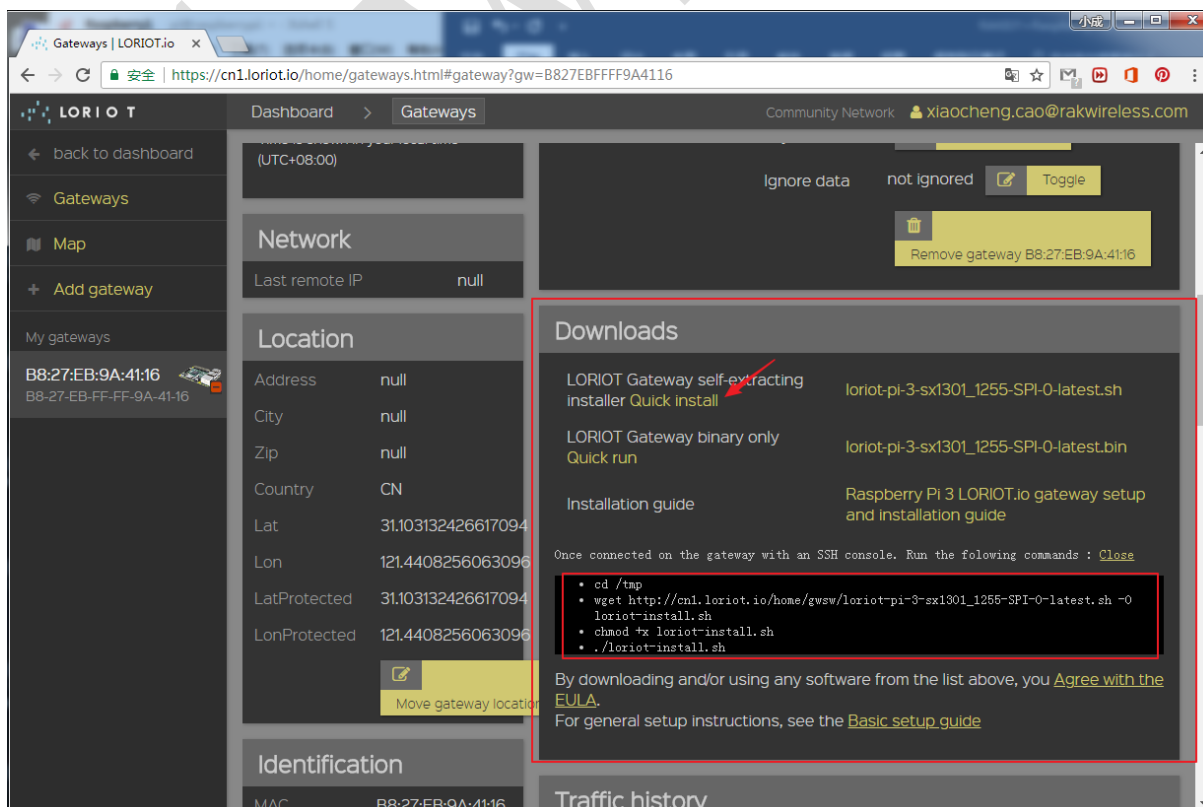 小成
Gateways | LORIOT.io
安全 | https://cn1.loriot.io/home/gateways.html#gateway?gw=B827EBFFFF9A4116
LORIOT
Dashboard > Gateways
Community Network xiaocheng.cao@rakwireless.com
back to dashboard
Gateways
Map
+ Add gateway
My gateways
B8:27:EB:9A:41:16
B8-27-EB-FF-FF-9A-41-16
(UTC+08:00)
Network
Last remote IP null
Location
Address null
City null
Zip null
Country CN
Lat 31.103132426617094
Lon 121.4408256063096
LatProtected 31.103132426617094
LonProtected 121.4408256063096
Move gateway location
Identification
MAC B8:27:EB:9A:41:16
Ignore data not ignored Toggle
Remove gateway B8:27:EB:9A:41:16
Downloads
LORIOT Gateway self-extracting
installer Quick install
loriot-pi-3-sx1301_1255-SPI-0-latest.sh
LORIOT Gateway binary only
Quick run
loriot-pi-3-sx1301_1255-SPI-0-latest.bin
Installation guide
Raspberry Pi 3 LORIOT.io gateway setup
and installation guide
Once connected on the gateway with an SSH console. Run the folowing commands : Close
• cd /tmp
• wget http://cn1.loriot.io/home/gwsw/loriot-pi-3-sx1301_1255-SPI-0-latest.sh -O
loriot-install.sh
• chmod +x loriot-install.sh
• ./loriot-install.sh
By downloading and/or using any software from the list above, you Agree with the
EULA.
For general setup instructions, see the Basic setup guide
Traffic history